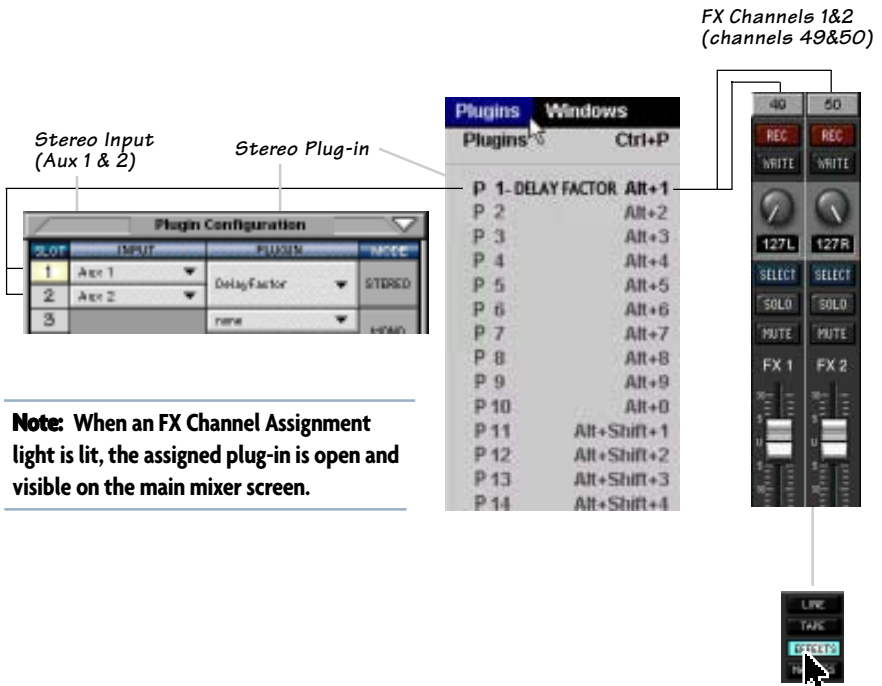 FX Channels 1&2
(channels 49&50)
Stereo Input
(Aux 1 & 2)
Stereo Plug-in
Plugin Configuration
SLOT INPUT PLUGIN MODE
1 Aux 1 DelayFactor STEREO
2 Aux 2
3 none MONO
Note: When an FX Channel Assignment
light is lit, the assigned plug-in is open and
visible on the main mixer screen.
Plugins Windows
Plugins Ctrl+P
P 1- DELAY FACTOR Alt+1
P 2 Alt+2
P 3 Alt+3
P 4 Alt+4
P 5 Alt+5
P 6 Alt+6
P 7 Alt+7
P 8 Alt+8
P 9 Alt+9
P 10 Alt+0
P 11 Alt+Shift+1
P 12 Alt+Shift+2
P 13 Alt+Shift+3
P 14 Alt+Shift+4
49 50
REC REC
WRITE WRITE
127L 127R
SELECT SELECT
SOLO SOLO
MUTE MUTE
FX 1 FX 2
U U
LINE
TAPE
EFFECTS